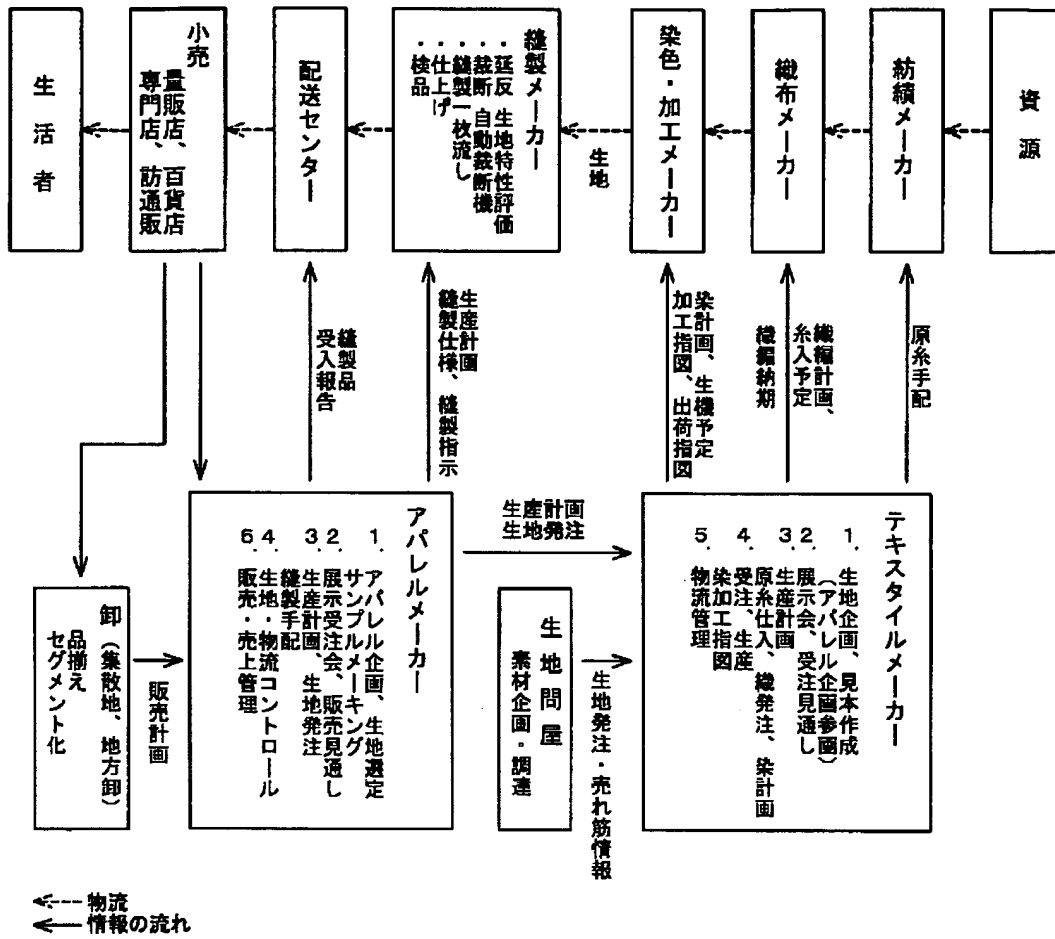 資源
紡績メーカー
織布メーカー
染色・加工メーカー
生地
縫製メーカー
・延反 生地特性評価
・裁断 自動裁断機
・縫製一枚流し
・仕上げ
・検品
配送センター
小売
量販店、百貨店
専門店、訪通販
生活者
原糸手配
織編計画、
糸入予定
織編納期
染計画、生機予定
加工指図、出荷指図
生産計画
縫製仕様、縫製指示
縫製品
受入報告
テキスタイルメーカー
1. 生地企画、見本作成
(アパレル企画参画)
2. 展示会、受注見通し
3. 生産計画
原糸仕入、織発注、染計画
4. 受注、生産
染加工指図
5. 物流管理
生産計画
生地発注
生地問屋
素材企画・調達
生地発注・売れ筋情報
アパレルメーカー
1. アパレル企画、生地選定
サンプルメーキング
2. 展示受注会、販売見通し
3. 生産計画、生地発注
縫製手配
4. 生地・物流コントロール
6. 販売・売上管理
販売計画
卸(集散地、地方卸)
品揃え
セグメント化
物流
情報の流れ